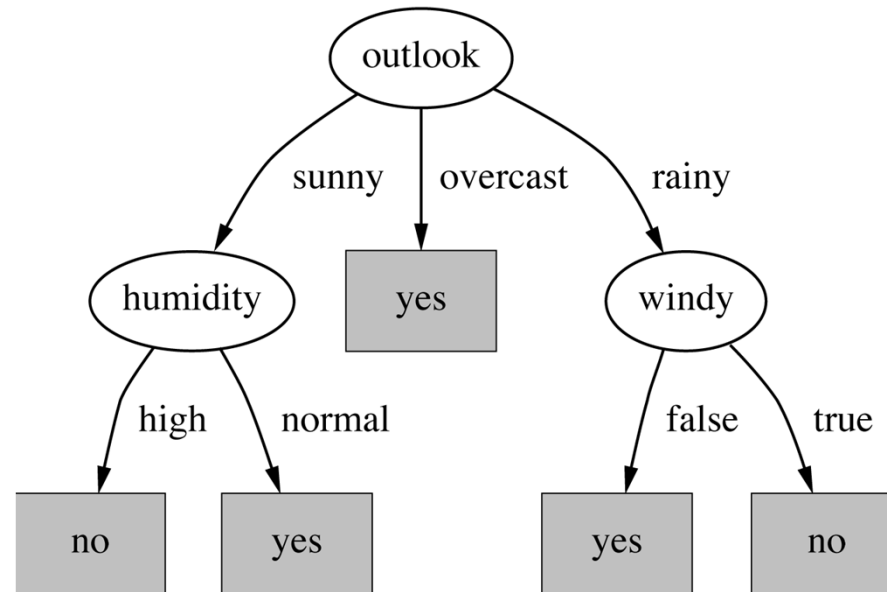 outlook
sunny overcast rainy
humidity yes windy
high normal false true
no yes yes no